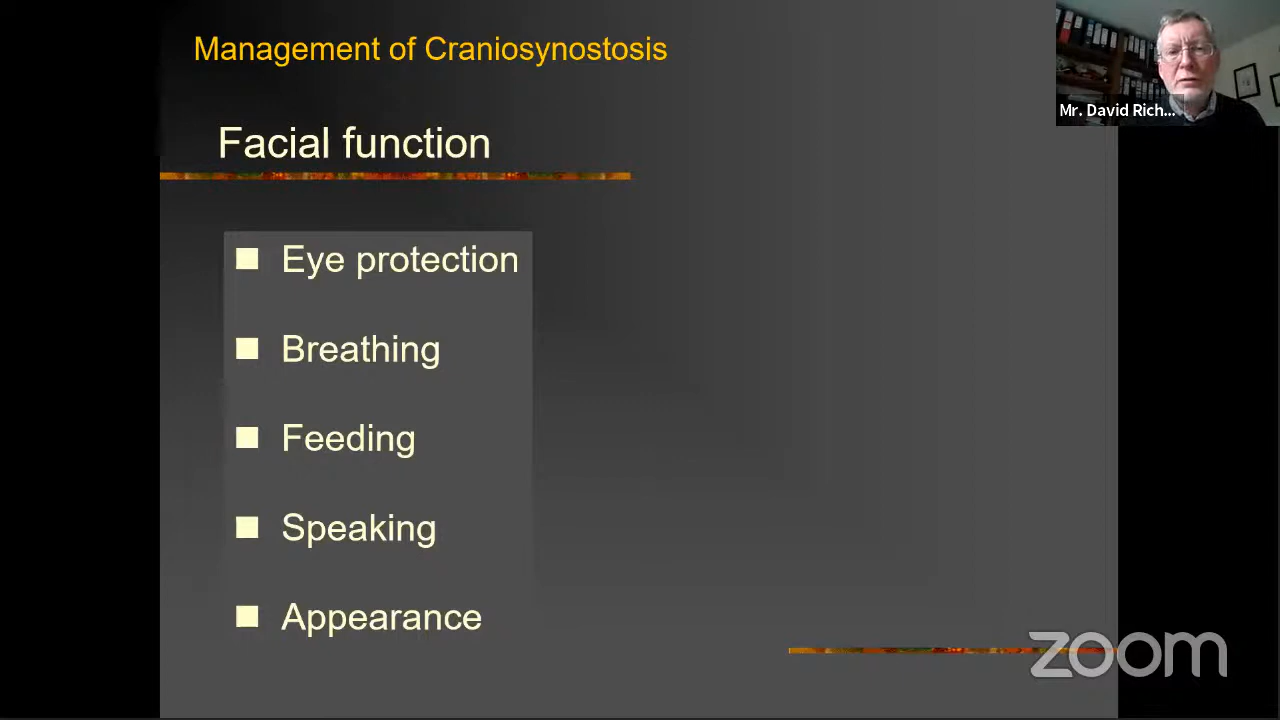 Management of Craniosynostosis
Mr. David Rich...
Facial function
Eye protection
Breathing
Feeding
Speaking
Appearance
zoom